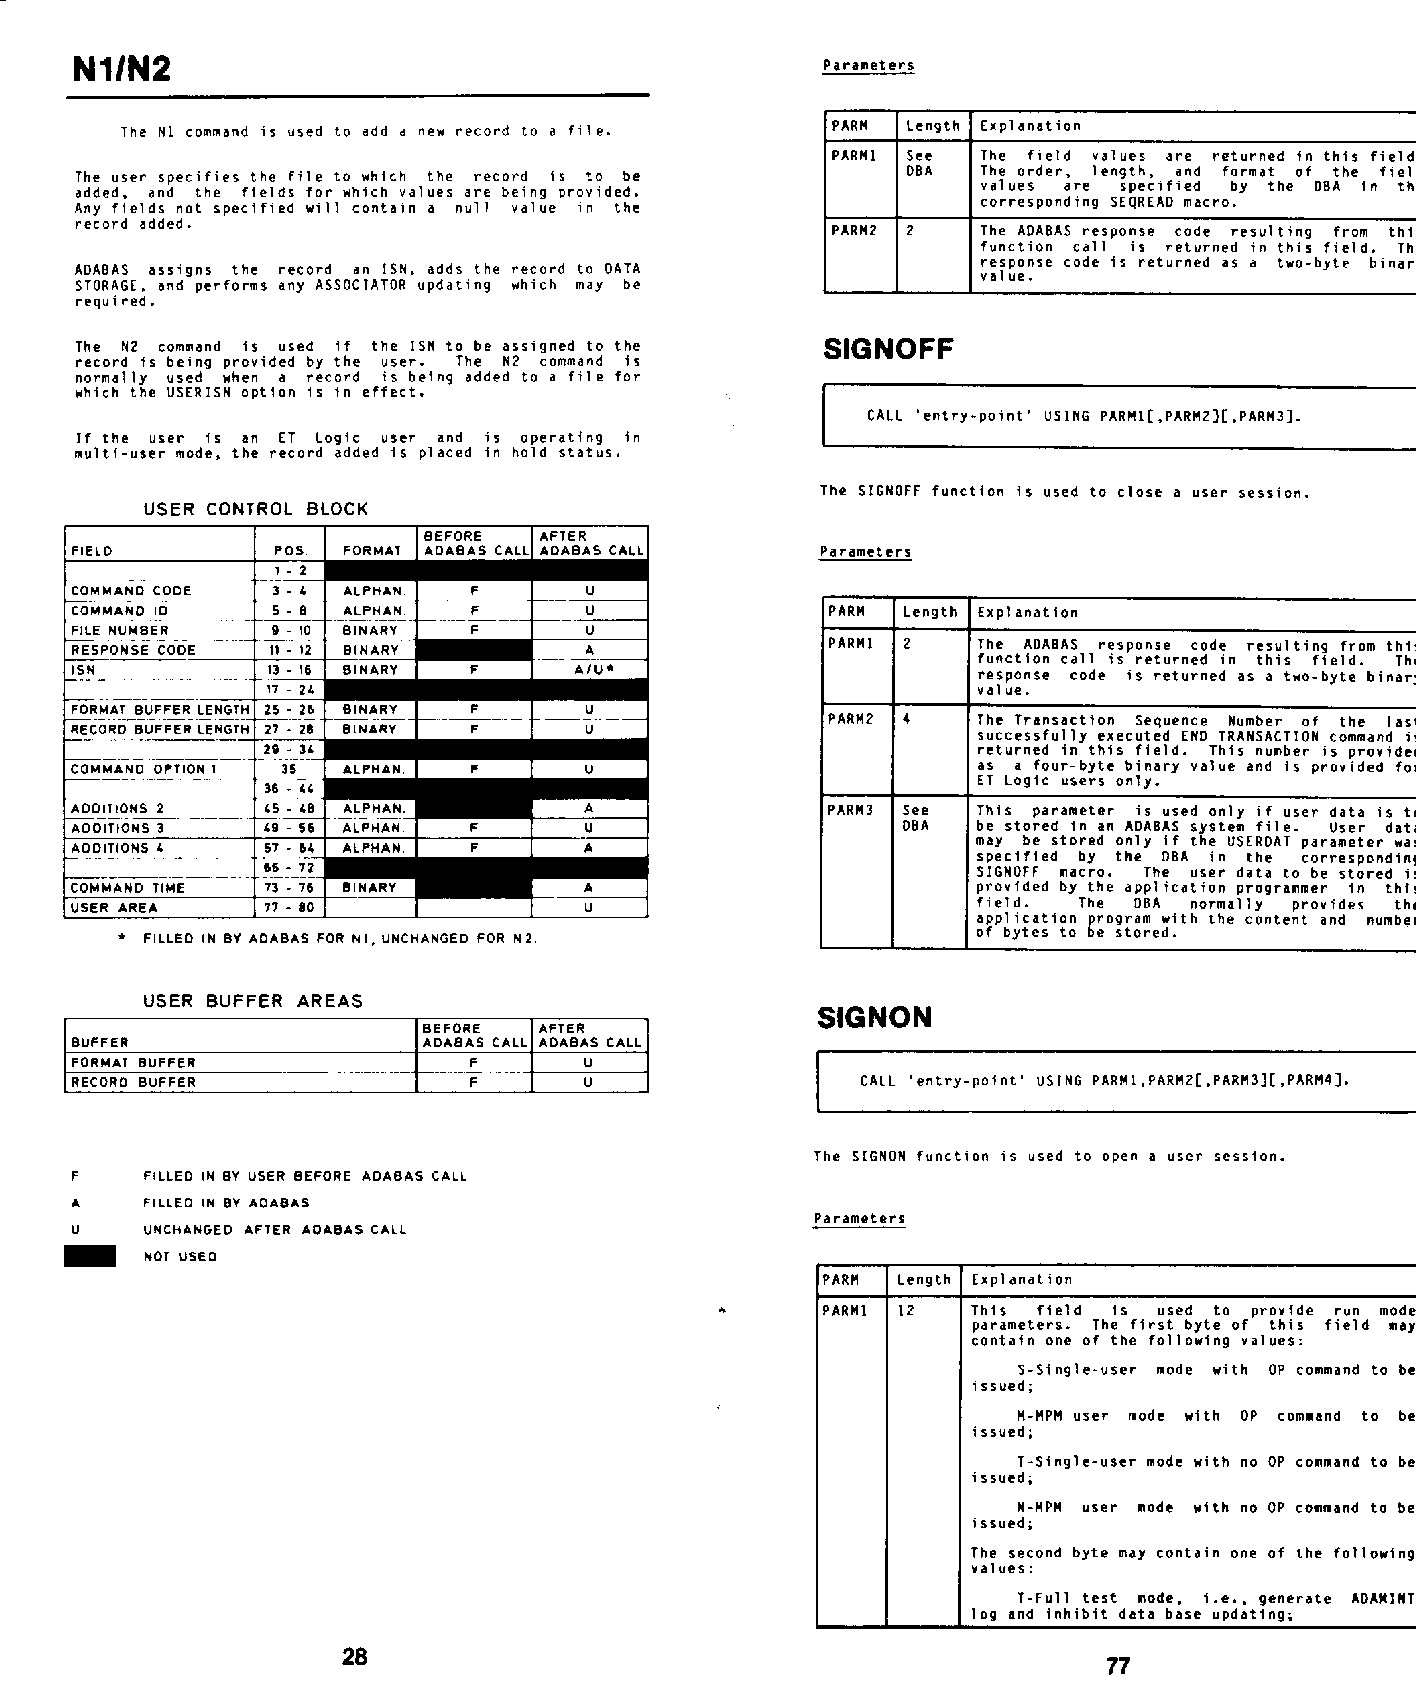 N1/N2
The N1 command is used to add a new record to a file.
The user specifies the file to which the record is to be
added, and the fields for which values are being provided.
Any fields not specified will contain a null value in the
record added.
ADABAS assigns the record an ISN, adds the record to DATA
STORAGE, and performs any ASSOCIATOR updating which may be
required.
The N2 command is used if the ISN to be assigned to the
record is being provided by the user. The N2 command is
normally used when a record is being added to a file for
which the USERISN option is in effect.
If the user is an ET Logic user and is operating in
multi-user mode, the record added is placed in hold status.
USER CONTROL BLOCK
BEFORE AFTER
FIELD POS. FORMAT ADABAS CALL ADABAS CALL
1 - 2
COMMAND CODE 3 - 4 ALPHAN. F U
COMMAND ID 5 - 8 ALPHAN. F U
FILE NUMBER 9 - 10 BINARY F U
RESPONSE CODE 11 - 12 BINARY A
ISN 13 - 16 BINARY F A/U*
17 - 24
FORMAT BUFFER LENGTH 25 - 26 BINARY F U
RECORD BUFFER LENGTH 27 - 28 BINARY F U
29 - 34
COMMAND OPTION 1 35 ALPHAN. F U
36 - 44
ADDITIONS 2 45 - 48 ALPHAN. A
ADDITIONS 3 49 - 56 ALPHAN. F U
ADDITIONS 4 57 - 64 ALPHAN. F A
65 - 72
COMMAND TIME 73 - 76 BINARY A
USER AREA 77 - 80 U
* FILLED IN BY ADABAS FOR N1, UNCHANGED FOR N2.
USER BUFFER AREAS
BEFORE AFTER
BUFFER ADABAS CALL ADABAS CALL
FORMAT BUFFER F U
RECORD BUFFER F U
F FILLED IN BY USER BEFORE ADABAS CALL
A FILLED IN BY ADABAS
U UNCHANGED AFTER ADABAS CALL
NOT USED
28
Parameters
PARM Length Explanation
PARM1 See The field values are returned in this field
DBA The order, length, and format of the fiel
values are specified by the DBA in th
corresponding SEQREAD macro.
PARM2 2 The ADABAS response code resulting from thi
function call is returned in this field. Th
response code is returned as a two-byte binar
value.
SIGNOFF
CALL 'entry-point' USING PARM1[,PARM2][,PARM3].
The SIGNOFF function is used to close a user session.
Parameters
PARM Length Explanation
PARM1 2 The ADABAS response code resulting from this
function call is returned in this field. The
response code is returned as a two-byte binary
value.
PARM2 4 The Transaction Sequence Number of the last
successfully executed END TRANSACTION command is
returned in this field. This number is provided
as a four-byte binary value and is provided for
ET Logic users only.
PARM3 See This parameter is used only if user data is to
DBA be stored in an ADABAS system file. User data
may be stored only if the USERDAT parameter was
specified by the DBA in the corresponding
SIGNOFF macro. The user data to be stored is
provided by the application programmer in this
field. The DBA normally provides the
application program with the content and number
of bytes to be stored.
SIGNON
CALL 'entry-point' USING PARM1,PARM2[,PARM3][,PARM4].
The SIGNON function is used to open a user session.
Parameters
PARM Length Explanation
PARM1 12 This field is used to provide run mode
parameters. The first byte of this field may
contain one of the following values:
S-Single-user mode with OP command to be
issued;
M-MPM user mode with OP command to be
issued;
T-Single-user mode with no OP command to be
issued;
N-MPM user mode with no OP command to be
issued;
The second byte may contain one of the following
values:
T-Full test mode, i.e., generate ADAMINT
log and inhibit data base updating;
77